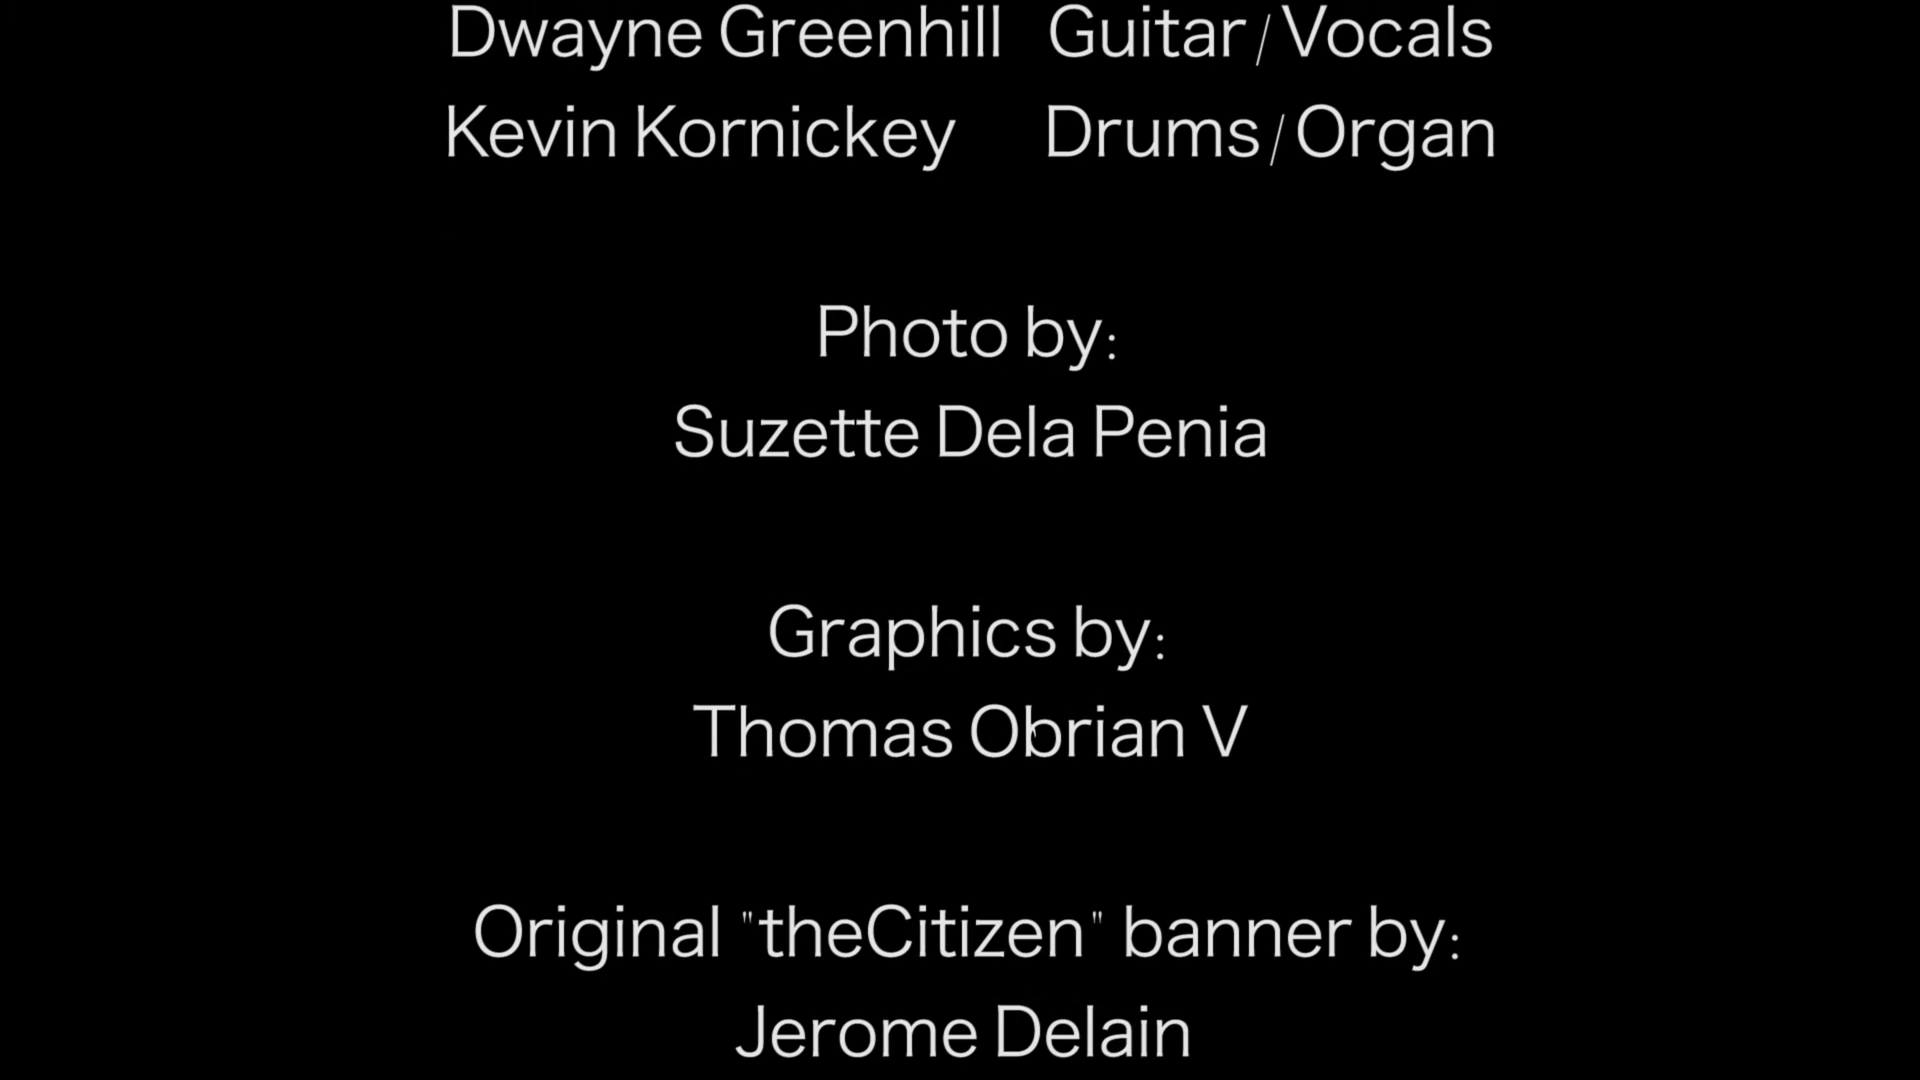 Dwayne Greenhill Guitar/Vocals
Kevin Kornickey Drums/Organ
Photo by:
Suzette Dela Penia
Graphics by:
Thomas Obrian V
Original "theCitizen" banner by:
Jerome Delain